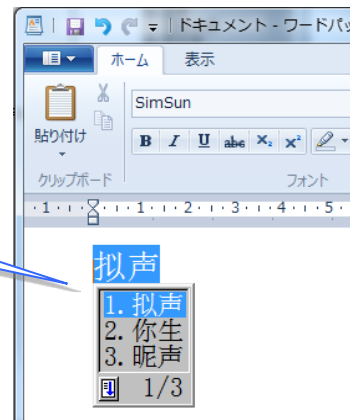 ドキュメント - ワードパッ
ホーム 表示
貼り付け
SimSun
B I U abc X₂ X²
クリップボード フォント
1 1 2 3 4 5
拟声
1. 拟声
2. 你生
3. 昵声
1/3